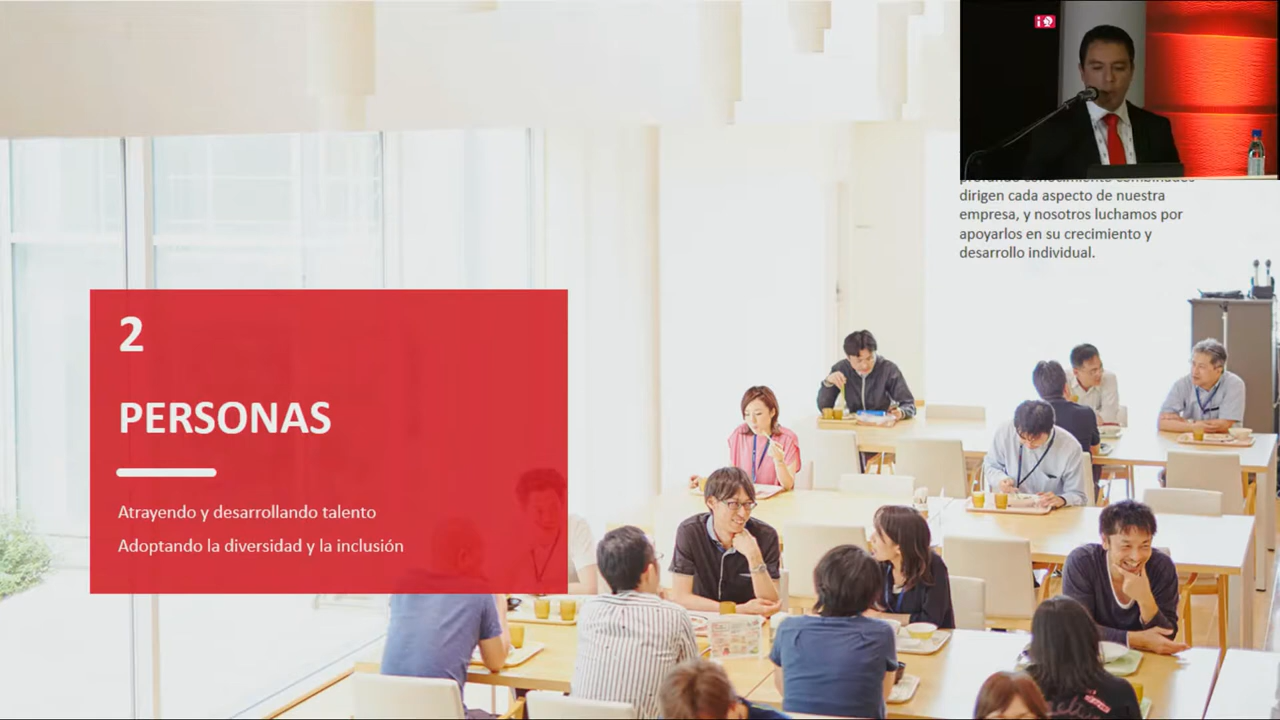 2
PERSONAS
Atrayendo y desarrollando talento
Adoptando la diversidad y la inclusión
dirigen cada aspecto de nuestra
empresa, y nosotros luchamos por
apoyarlos en su crecimiento y
desarrollo individual.